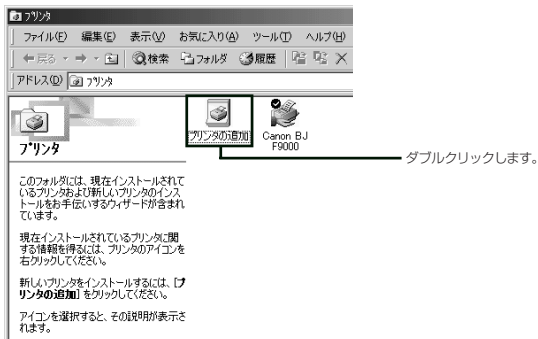 プリンタ
ファイル(F) 編集(E) 表示(V) お気に入り(A) ツール(T) ヘルプ(H)
戻る 検索 フォルダ 履歴
アドレス(D) プリンタ
プリンタ
プリンタの追加
Canon BJ
F9000
ダブルクリックします。
このフォルダには、現在インストールされて
いるプリンタおよび新しいプリンタのインス
トールをお手伝いするウィザードが含まれ
ています。
現在インストールされているプリンタに関
する情報を得るには、プリンタのアイコンを
右クリックしてください。
新しいプリンタをインストールするには、[プ
リンタの追加] をクリックしてください。
アイコンを選択すると、その説明が表示さ
れます。